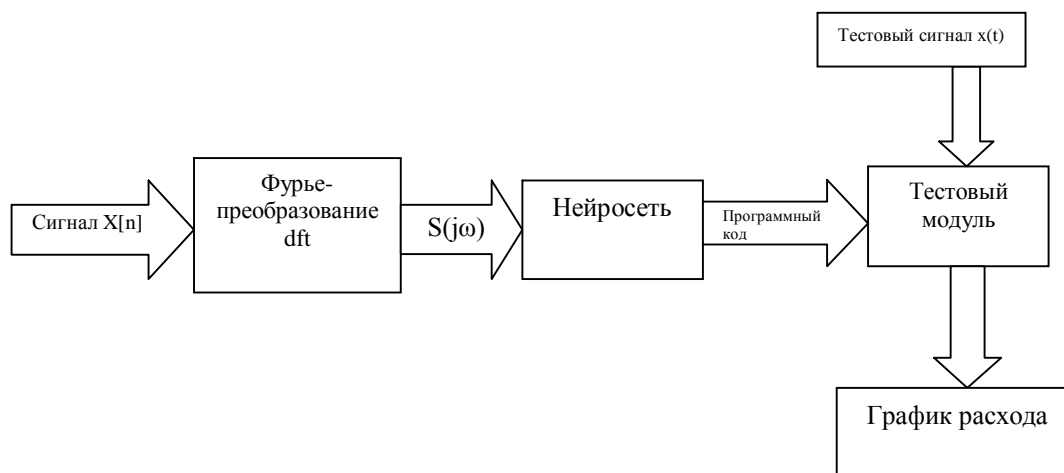 Тестовый сигнал x(t)
Сигнал X[n]
Фурье-
преобразование
dft
S(jω)
Нейросеть
Программный
код
Тестовый
модуль
График расхода